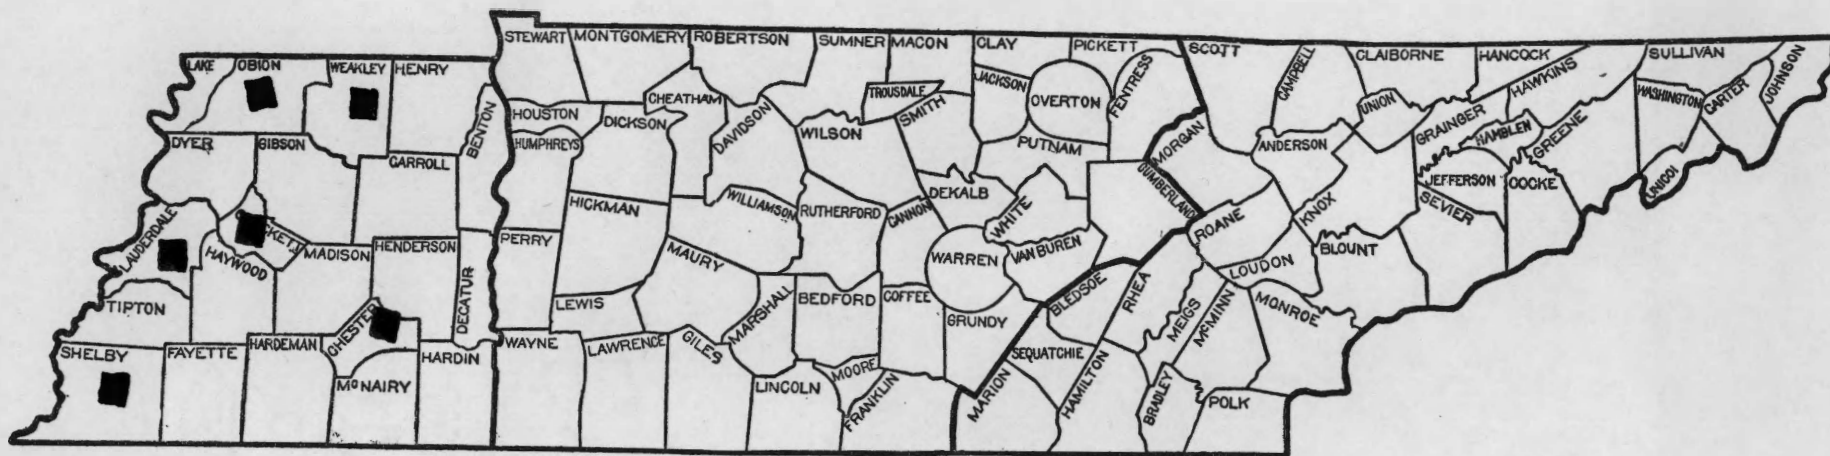 STEWART
MONTGOMERY
ROBERTSON
SUMNER
MACON
CLAY
PICKETT
SCOTT
CAMPBELL
CLAIBORNE
HANCOCK
SULLIVAN
JOHNSON
LAKE
OBION
WEAKLEY
HENRY
BENTON
HOUSTON
HUMPHREYS
DICKSON
CHEATHAM
DAVIDSON
WILSON
TROUSDALE
SMITH
JACKSON
OVERTON
FENTRESS
PUTNAM
MORGAN
ANDERSON
UNION
GRAINGER
HAWKINS
HAMBLEN
GREENE
WASHINGTON
CARTER
UNICOI
DYER
GIBSON
CARROLL
HICKMAN
WILLIAMSON
RUTHERFORD
CANNON
DEKALB
WHITE
CUMBERLAND
ROANE
KNOX
JEFFERSON
SEVIER
COCKE
LAUDERDALE
HAYWOOD
MADISON
HENDERSON
DECATUR
PERRY
MAURY
WARREN
VAN BUREN
LOUDON
BLOUNT
TIPTON
CHESTER
LEWIS
MARSHALL
BEDFORD
COFFEE
GRUNDY
BLEDSOE
RHEA
MEIGS
McMINN
MONROE
SHELBY
FAYETTE
HARDEMAN
McNAIRY
HARDIN
WAYNE
LAWRENCE
GILES
LINCOLN
MOORE
FRANKLIN
MARION
SEQUATCHIE
HAMILTON
BRADLEY
POLK